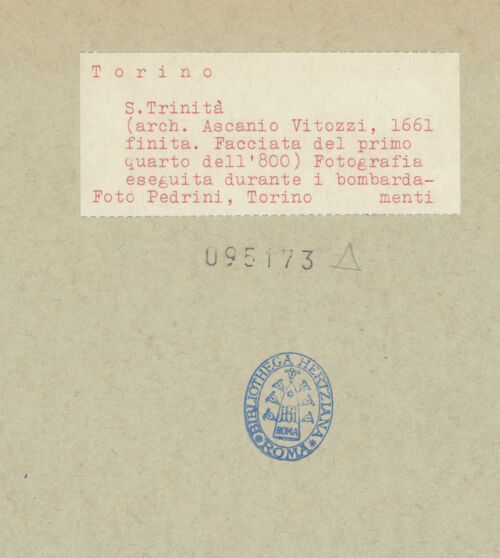 Torino
S.Trinità
(arch. Ascanio Vitozzi, 1661
finita. Facciata del primo
quarto dell'800) Fotografia
eseguita durante i bombarda-
Foto Pedrini, Torino menti
095173
BIBLIOTHECA HERTZIANA
ROMA
ROMA